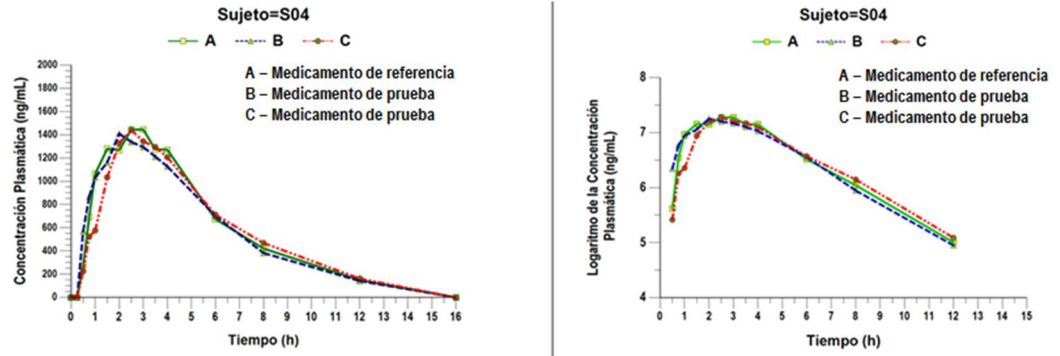 Sujeto=S04
A B C
A – Medicamento de referencia
B – Medicamento de prueba
C – Medicamento de prueba
Concentración Plasmática (ng/mL)
2000
1800
1600
1400
1200
1000
800
600
400
200
0
0 1 2 3 4 5 6 7 8 9 10 11 12 13 14 15 16
Tiempo (h)
Sujeto=S04
A B C
A – Medicamento de referencia
B – Medicamento de prueba
C – Medicamento de prueba
Logaritmo de la Concentración
Plasmática (ng/mL)
8
7
6
5
4
0 1 2 3 4 5 6 7 8 9 10 11 12 13 14 15
Tiempo (h)